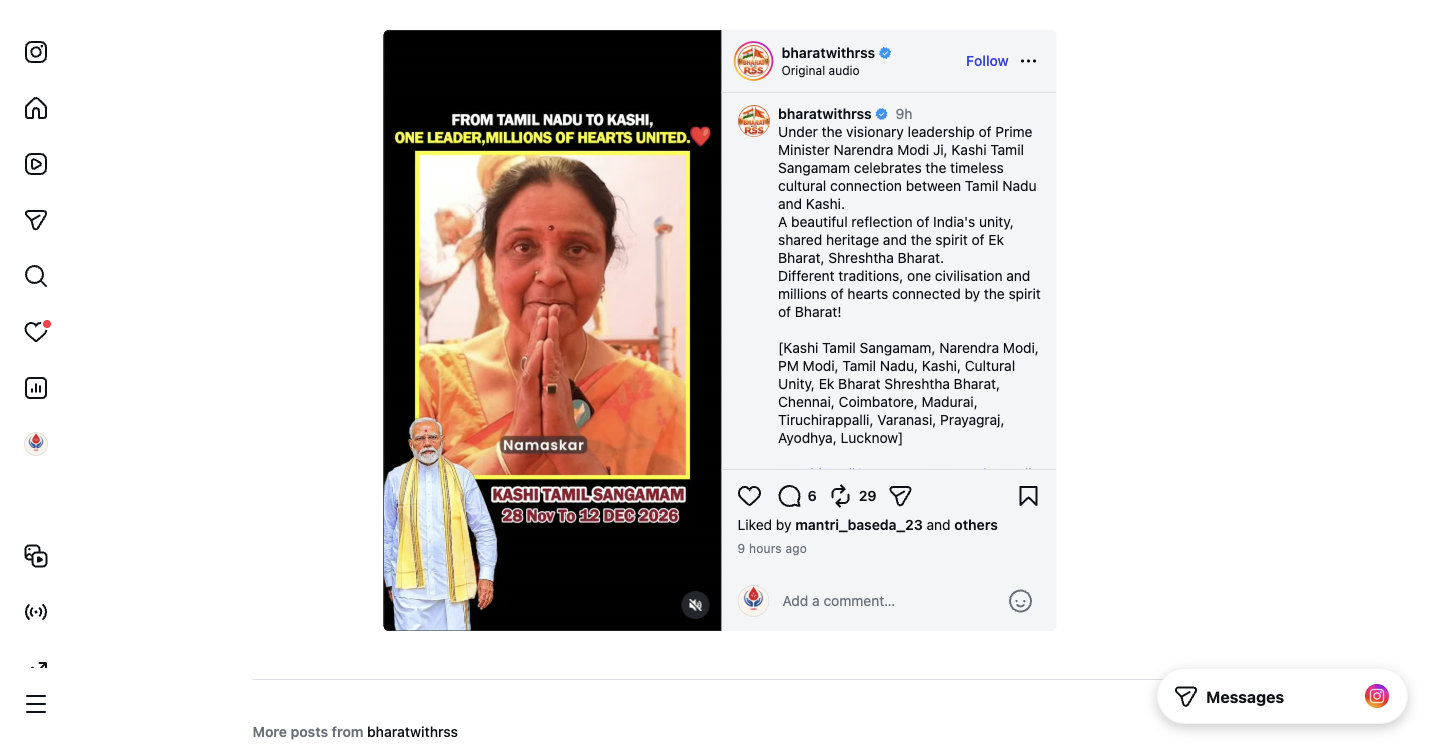 FROM TAMIL NADU TO KASHI,
ONE LEADER,MILLIONS OF HEARTS UNITED.❤️
Namaskar
KASHI TAMIL SANGAMAM
28 Nov To 12 DEC 2026
BHARAT
RSS
bharatwithrss
Original audio
Follow
BHARAT
RSS
bharatwithrss 9h
Under the visionary leadership of Prime
Minister Narendra Modi Ji, Kashi Tamil
Sangamam celebrates the timeless
cultural connection between Tamil Nadu
and Kashi.
A beautiful reflection of India's unity,
shared heritage and the spirit of Ek
Bharat, Shreshtha Bharat.
Different traditions, one civilisation and
millions of hearts connected by the spirit
of Bharat!
[Kashi Tamil Sangamam, Narendra Modi,
PM Modi, Tamil Nadu, Kashi, Cultural
Unity, Ek Bharat Shreshtha Bharat,
Chennai, Coimbatore, Madurai,
Tiruchirappalli, Varanasi, Prayagraj,
Ayodhya, Lucknow]
6 29
Liked by mantri_baseda_23 and others
9 hours ago
Add a comment...
Messages
More posts from bharatwithrss